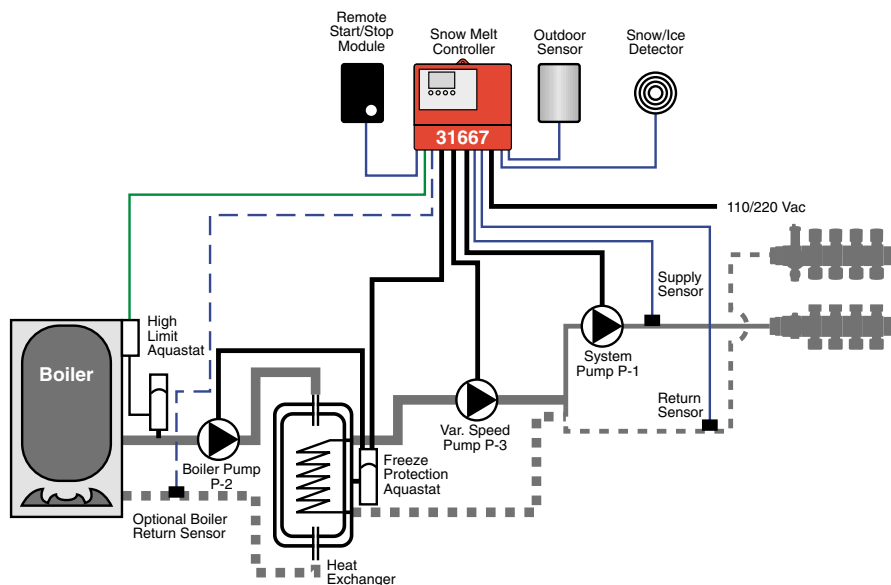 Remote
Start/Stop
Module
Snow Melt
Controller
Outdoor
Sensor
Snow/Ice
Detector
31667
110/220 Vac
Supply
Sensor
High
Limit
Aquastat
Boiler
System
Pump P-1
Return
Sensor
Var. Speed
Pump P-3
Boiler Pump
P-2
Freeze
Protection
Aquastat
Optional Boiler
Return Sensor
Heat
Exchanger